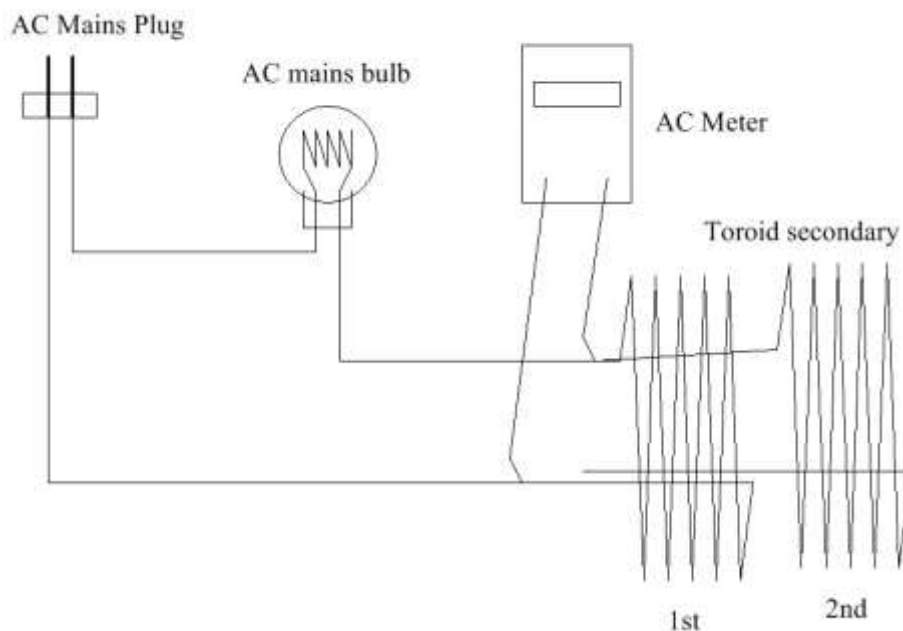 AC Mains Plug
AC mains bulb
AC Meter
Toroid secondary
1st
2nd